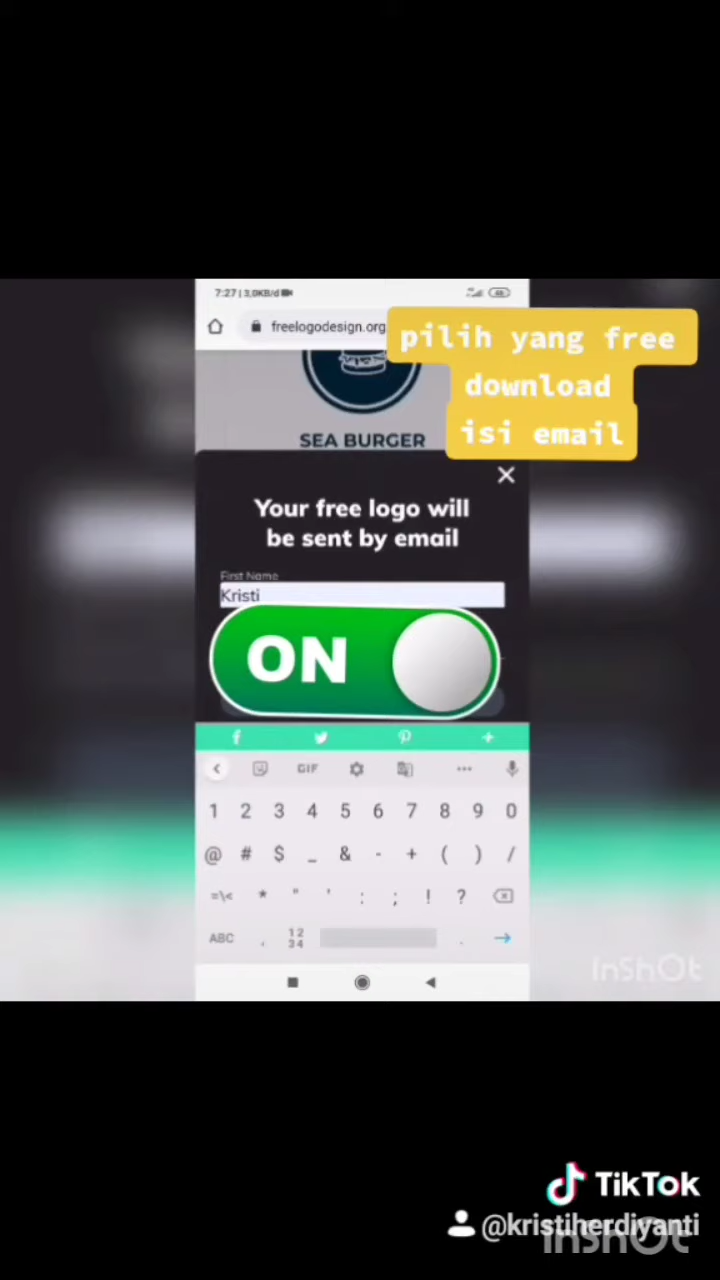 7:27 | 3,0KB/d
freelogodesign.org
pilih yang free
download
isi email
SEA BURGER
Your free logo will
be sent by email
First Name
Kristi
ON
GIF
1 2 3 4 5 6 7 8 9 0
@ # $ _ & - + ( ) /
=\< * " ' : ; ! ?
ABC , 12 34 .
InShOt
TikTok
@kristiherdiyanti
InShOt